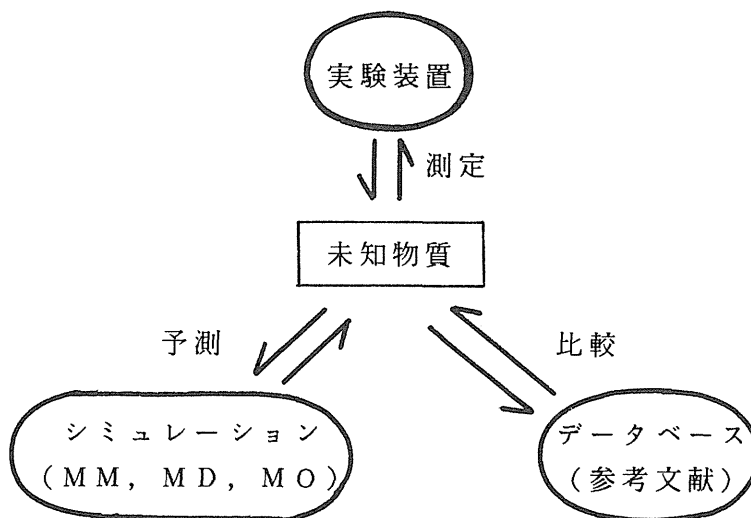 実験装置
測定
未知物質
予測
比較
シミュレーション
(MM, MD, MO)
データベース
(参考文献)